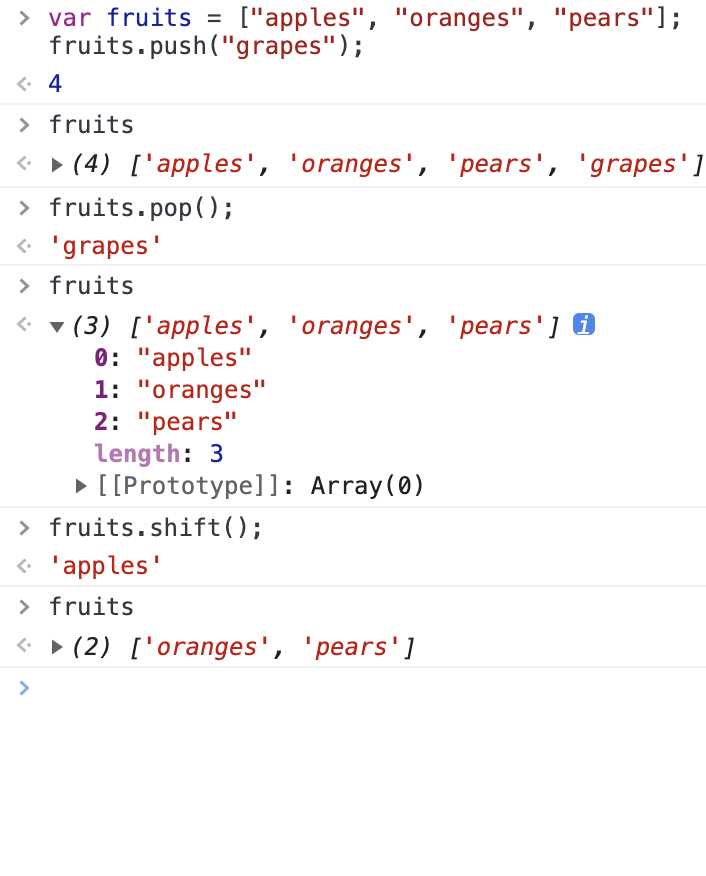 > var fruits = ["apples", "oranges", "pears"];
fruits.push("grapes");
4
> fruits
(4) ['apples', 'oranges', 'pears', 'grapes']
> fruits.pop();
'grapes'
> fruits
(3) ['apples', 'oranges', 'pears'] i
0: "apples"
1: "oranges"
2: "pears"
length: 3
[[Prototype]]: Array(0)
> fruits.shift();
'apples'
> fruits
(2) ['oranges', 'pears']
>